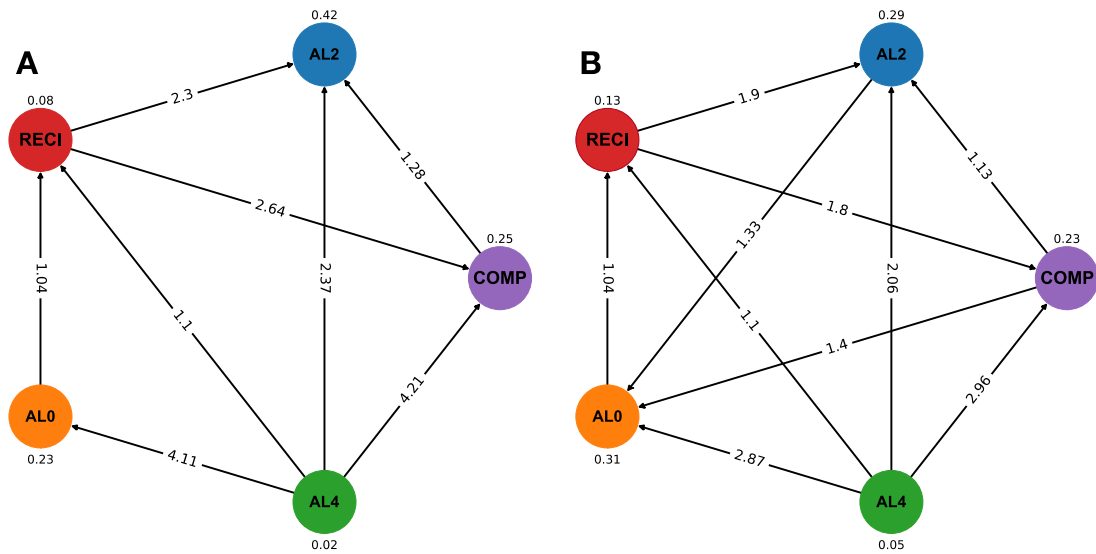 A
0.42
AL2
2.3
0.08
RECI
1.28
2.64
0.25
COMP
1.04
2.37
1.1
4.21
AL0
0.23
4.11
AL4
0.02
B
0.29
AL2
1.9
0.13
RECI
1.13
1.8
1.33
0.23
COMP
1.04
2.06
1.1
1.4
2.96
AL0
0.31
2.87
AL4
0.05